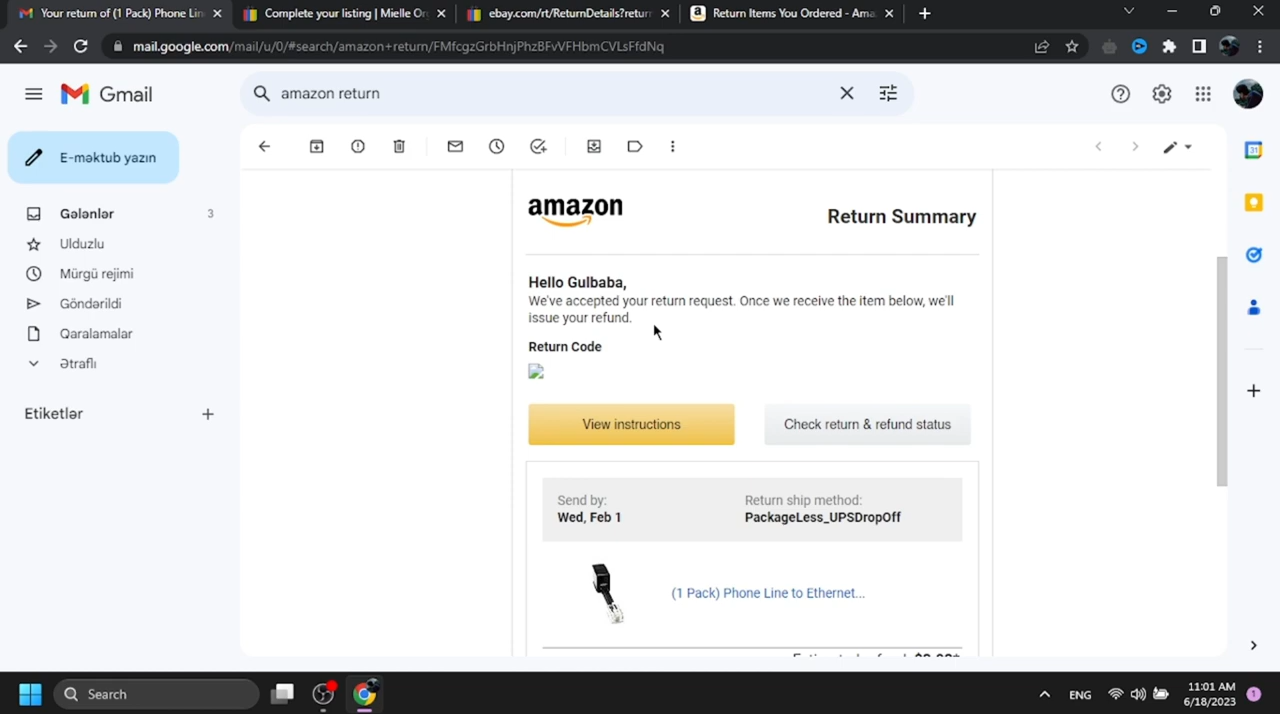 Your return of (1 Pack) Phone Lin
Complete your listing | Mielle Or
ebay.com/rt/ReturnDetails?return
Return Items You Ordered - Ama
mail.google.com/mail/u/0/#search/amazon+return/FMfcgzGrbHnjPhzBFvVFHbmCVLsFfdNq
Gmail
amazon return
E-məktub yazın
Gələnlər 3
Ulduzlu
Mürgü rejimi
Göndərildi
Qaralamalar
Ətraflı
Etiketlər
amazon
Return Summary
Hello Gulbaba,
We've accepted your return request. Once we receive the item below, we'll
issue your refund.
Return Code
View instructions
Check return & refund status
Send by:
Wed, Feb 1
Return ship method:
PackageLess_UPSDropOff
(1 Pack) Phone Line to Ethernet...
31
Search
ENG
11:01 AM
6/18/2023
1